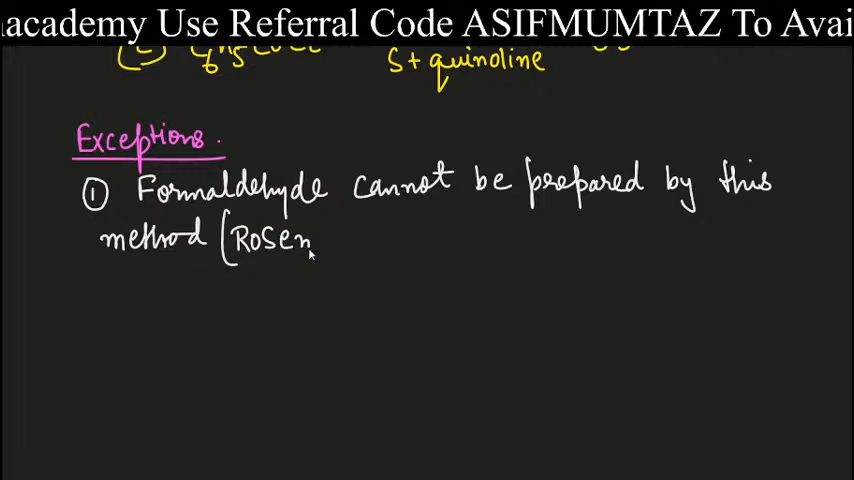 academy Use Referral Code ASIFMUMTAZ To Avai
S+ quinoline
Exceptions.
① Formaldehyde cannot be prepared by this
method [Rosen